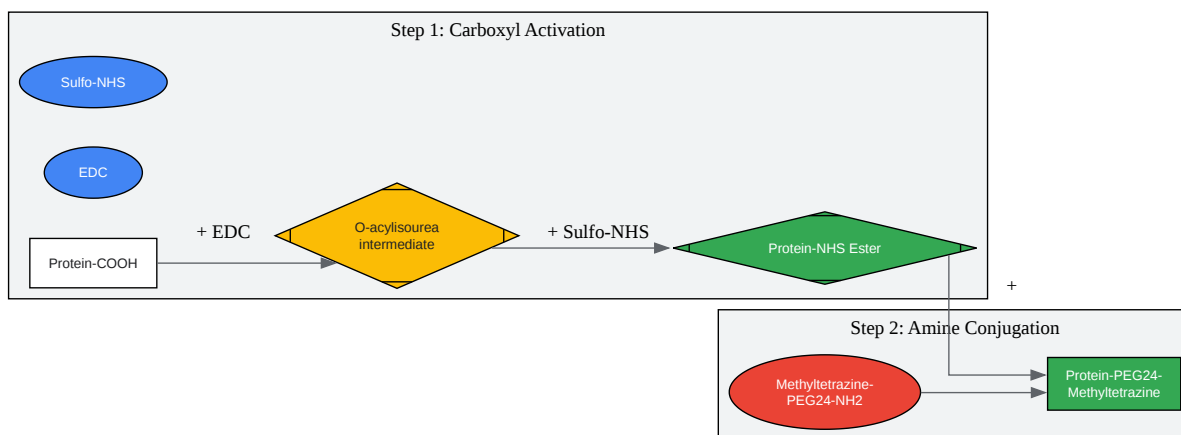 Step 1: Carboxyl Activation
Sulfo-NHS
EDC
Protein-COOH
+ EDC
O-acylisourea
intermediate
+ Sulfo-NHS
Protein-NHS Ester
+
Step 2: Amine Conjugation
Methyltetrazine-
PEG24-NH2
Protein-PEG24-
Methyltetrazine